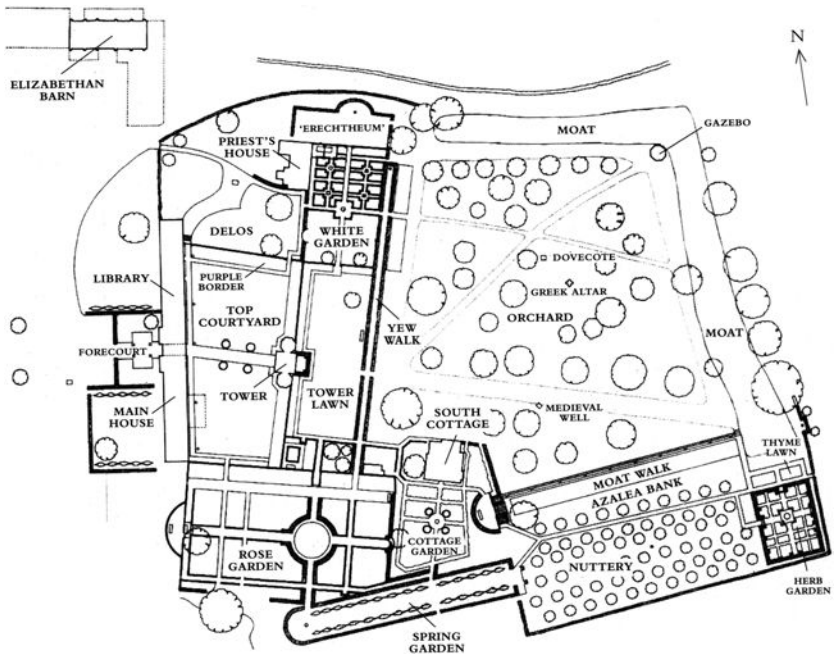 ELIZABETHAN
BARN
N
'ERECHTHEUM'
PRIEST'S
HOUSE
MOAT
GAZEBO
DELOS
WHITE
GARDEN
LIBRARY
PURPLE
BORDER
DOVECOTE
GREEK ALTAR
ORCHARD
TOP
COURTYARD
YEW
WALK
MOAT
FORECOURT
TOWER
TOWER
LAWN
MAIN
HOUSE
SOUTH
COTTAGE
MEDIEVAL
WELL
THYME
LAWN
MOAT WALK
AZALEA BANK
ROSE
GARDEN
COTTAGE
GARDEN
NUTTERY
HERB
GARDEN
SPRING
GARDEN